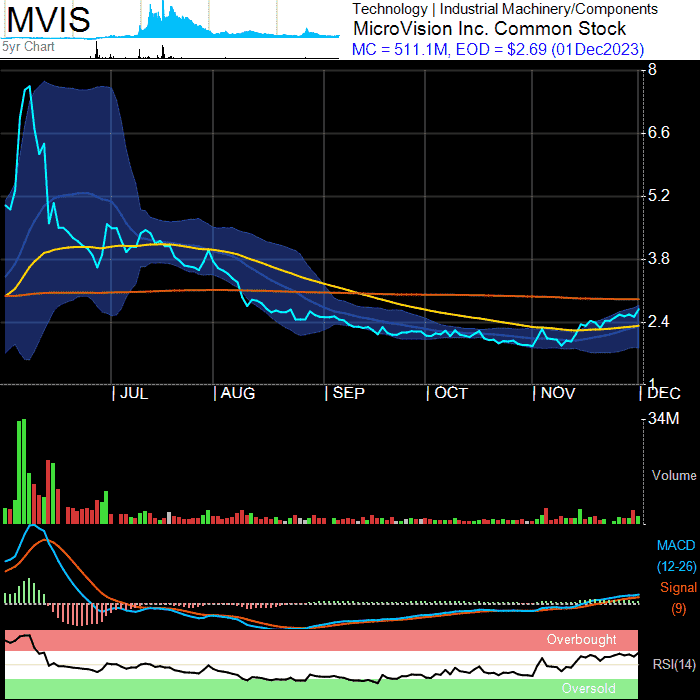 MVIS
5yr Chart
Technology | Industrial Machinery/Components
MicroVision Inc. Common Stock
MC = 511.1M, EOD = $2.69 (01Dec2023)
8
6.6
5.2
3.8
2.4
1
| JUL
| AUG
| SEP
| OCT
| NOV
| DEC
34M
Volume
MACD
(12-26)
Signal
(9)
Overbought
RSI(14)
Oversold